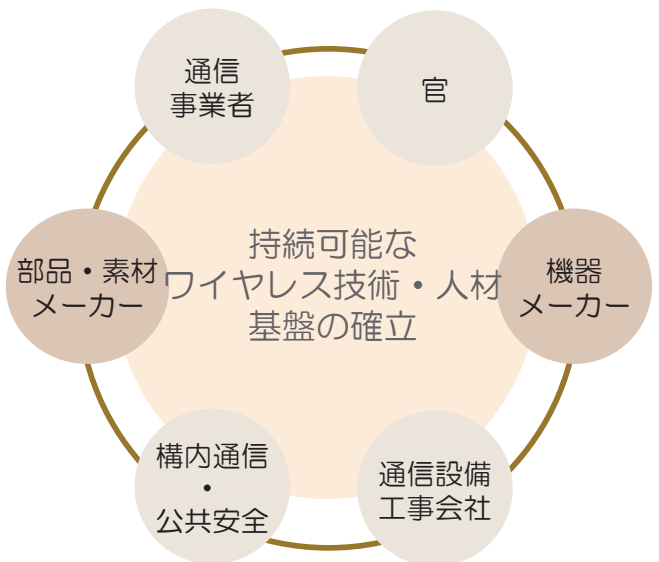 通信
事業者
官
部品・素材
メーカー
持続可能な
ワイヤレス技術・人材
基盤の確立
機器
メーカー
構内通信
・
公共安全
通信設備
工事会社